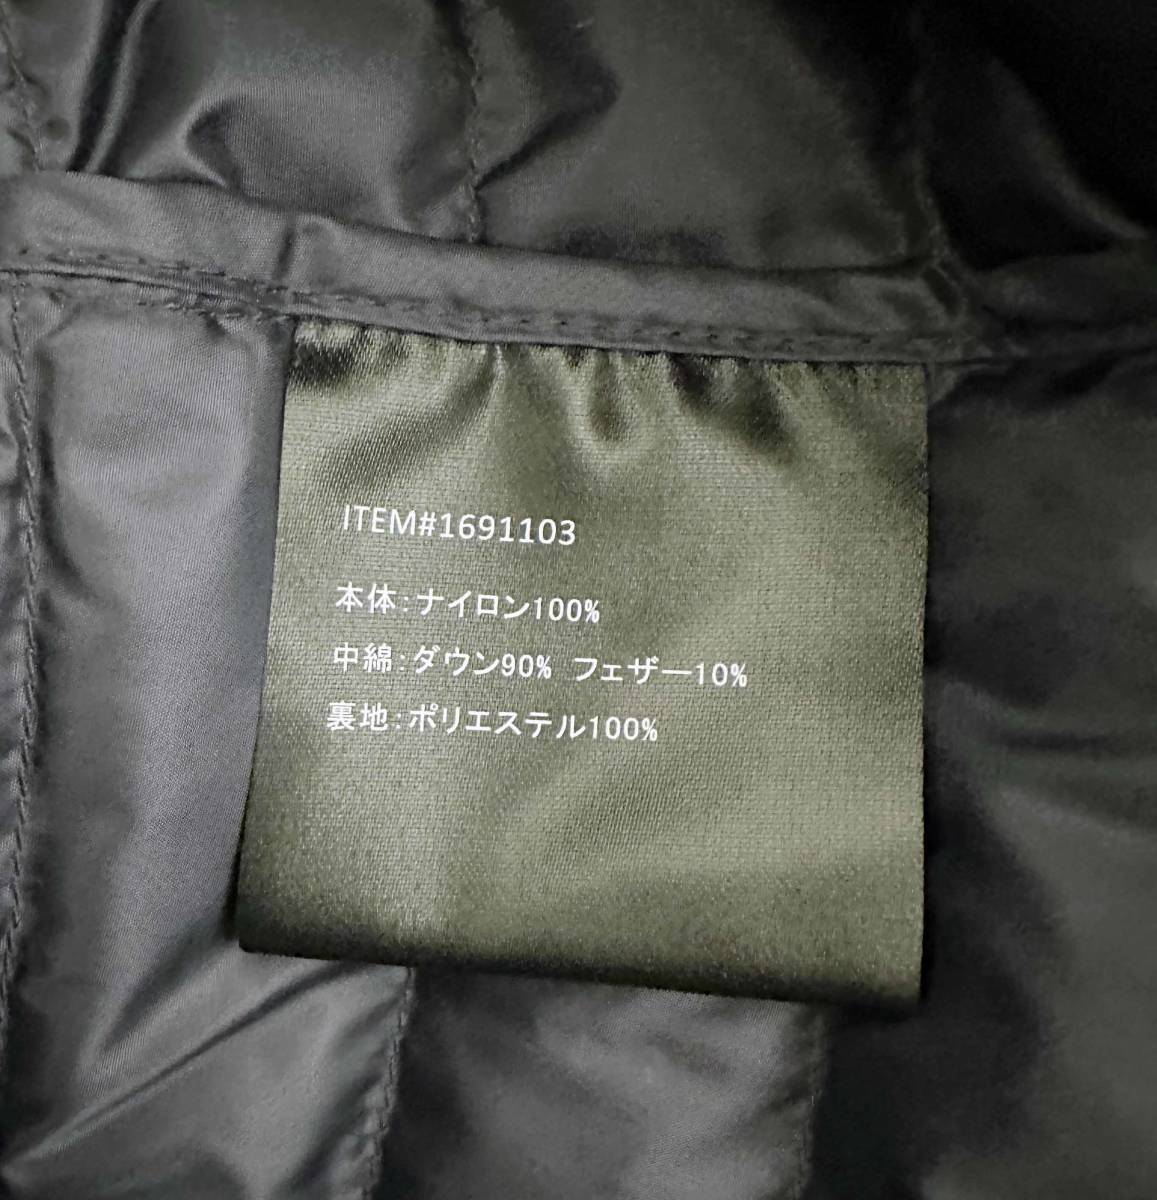 ITEM#1691103
本体:ナイロン100%
中綿:ダウン90% フェザー10%
裏地:ポリエステル100%